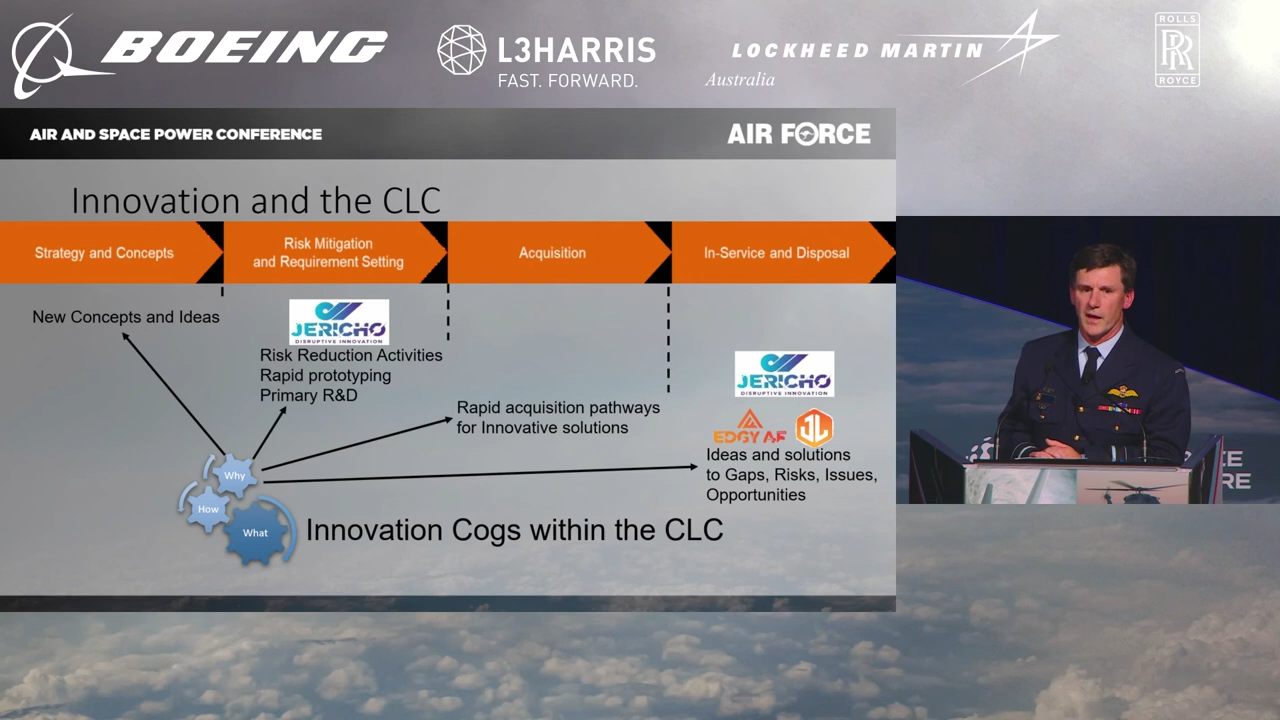 BOEING
L3HARRIS
FAST. FORWARD.
LOCKHEED MARTIN
Australia
ROLLS
RR
ROYCE
AIR AND SPACE POWER CONFERENCE
AIR FORCE
Innovation and the CLC
Strategy and Concepts
Risk Mitigation
and Requirement Setting
Acquisition
In-Service and Disposal
New Concepts and Ideas
JERICHO
DISRUPTIVE INNOVATION
Risk Reduction Activities
Rapid prototyping
Primary R&D
Rapid acquisition pathways
for Innovative solutions
JERICHO
DISRUPTIVE INNOVATION
EDGY AF
JL
Ideas and solutions
to Gaps, Risks, Issues,
Opportunities
Why
How
What
Innovation Cogs within the CLC